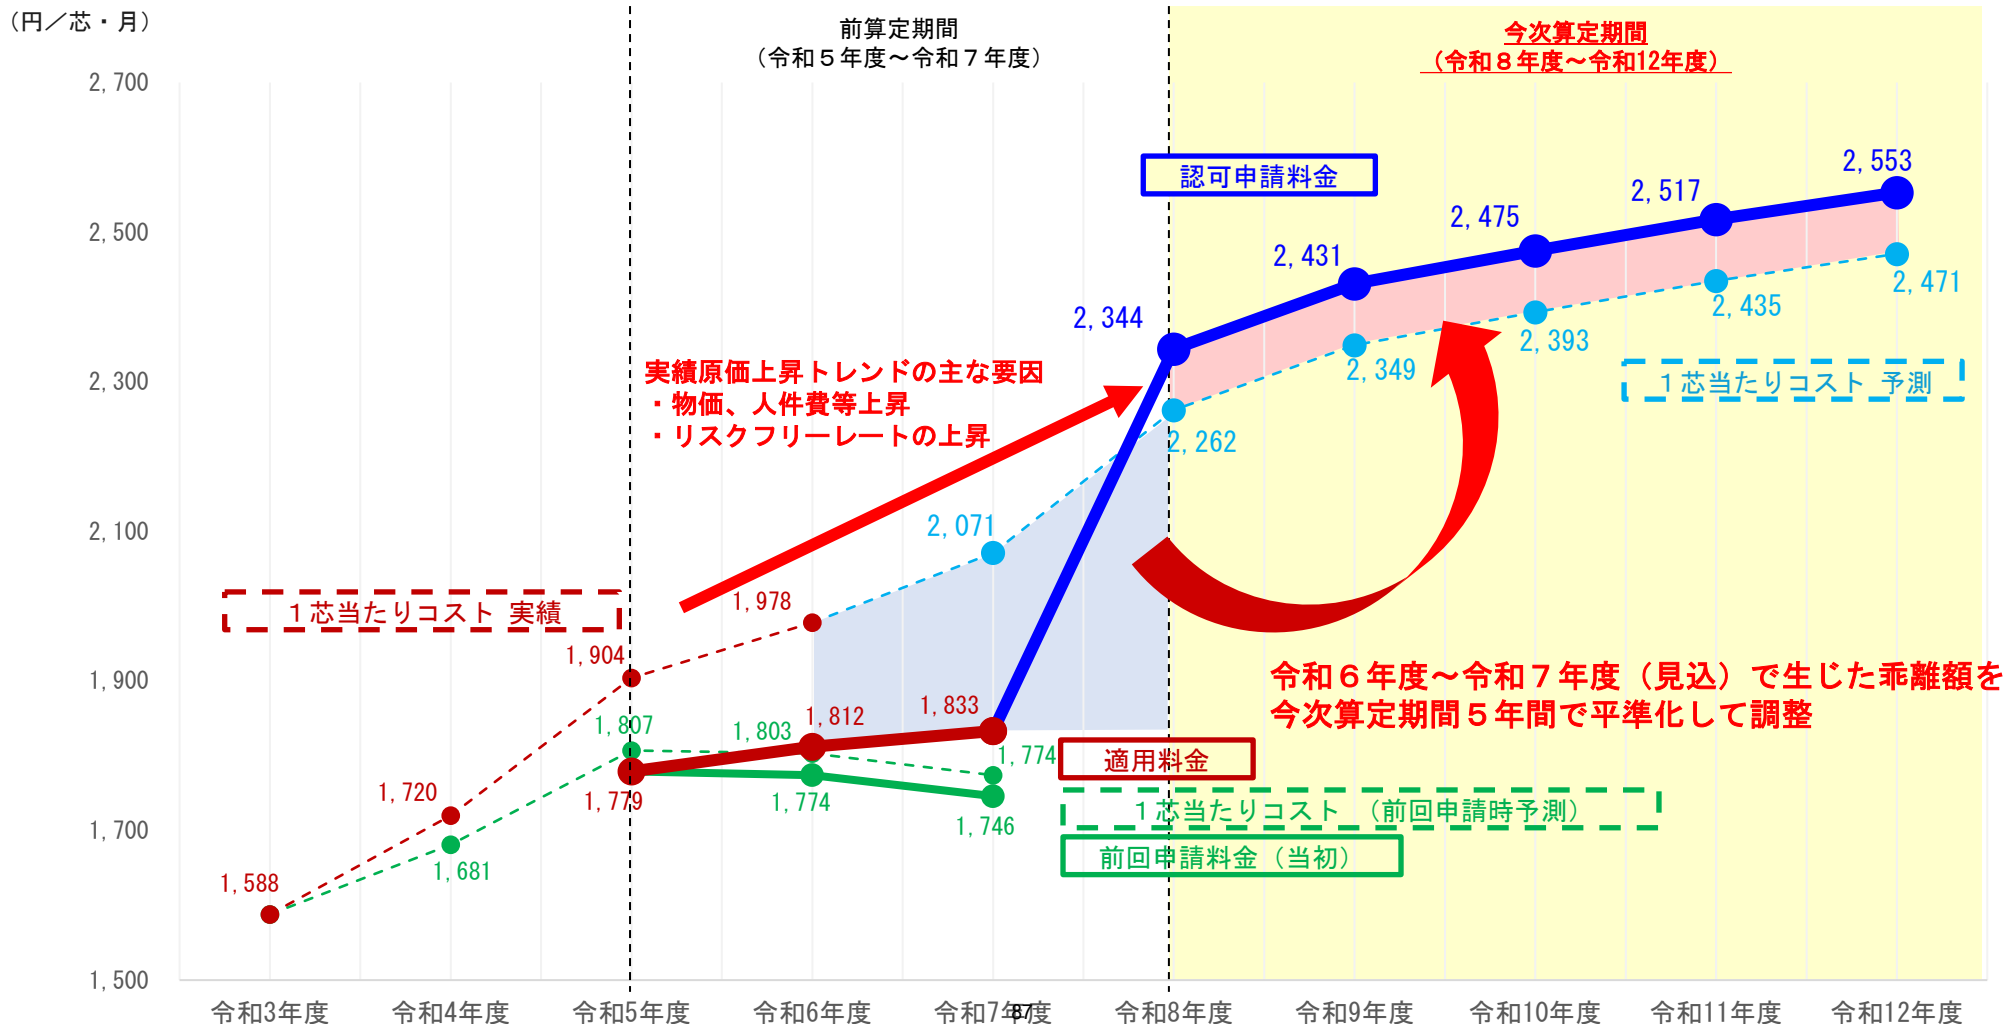 （円／芯・月）
前算定期間
（令和５年度～令和７年度）
今次算定期間
（令和８年度～令和12年度）
2,700
2,500
2,300
2,100
1,900
1,700
1,500
認可申請料金
2,344
2,431
2,475
2,517
2,553
2,262
2,349
2,393
2,435
2,471
１芯当たりコスト 予測
実績原価上昇トレンドの主な要因
・物価、人件費等上昇
・リスクフリーレートの上昇
2,071
１芯当たりコスト 実績
1,588
1,720
1,904
1,978
1,681
1,807
1,803
1,774
1,779
1,812
1,833
1,774
1,746
令和６年度～令和７年度（見込）で生じた乖離額を
今次算定期間５年間で平準化して調整
適用料金
１芯当たりコスト （前回申請時予測）
前回申請料金（当初）
令和3年度
令和4年度
令和5年度
令和6年度
令和7年度
令和8年度
令和9年度
令和10年度
令和11年度
令和12年度
87